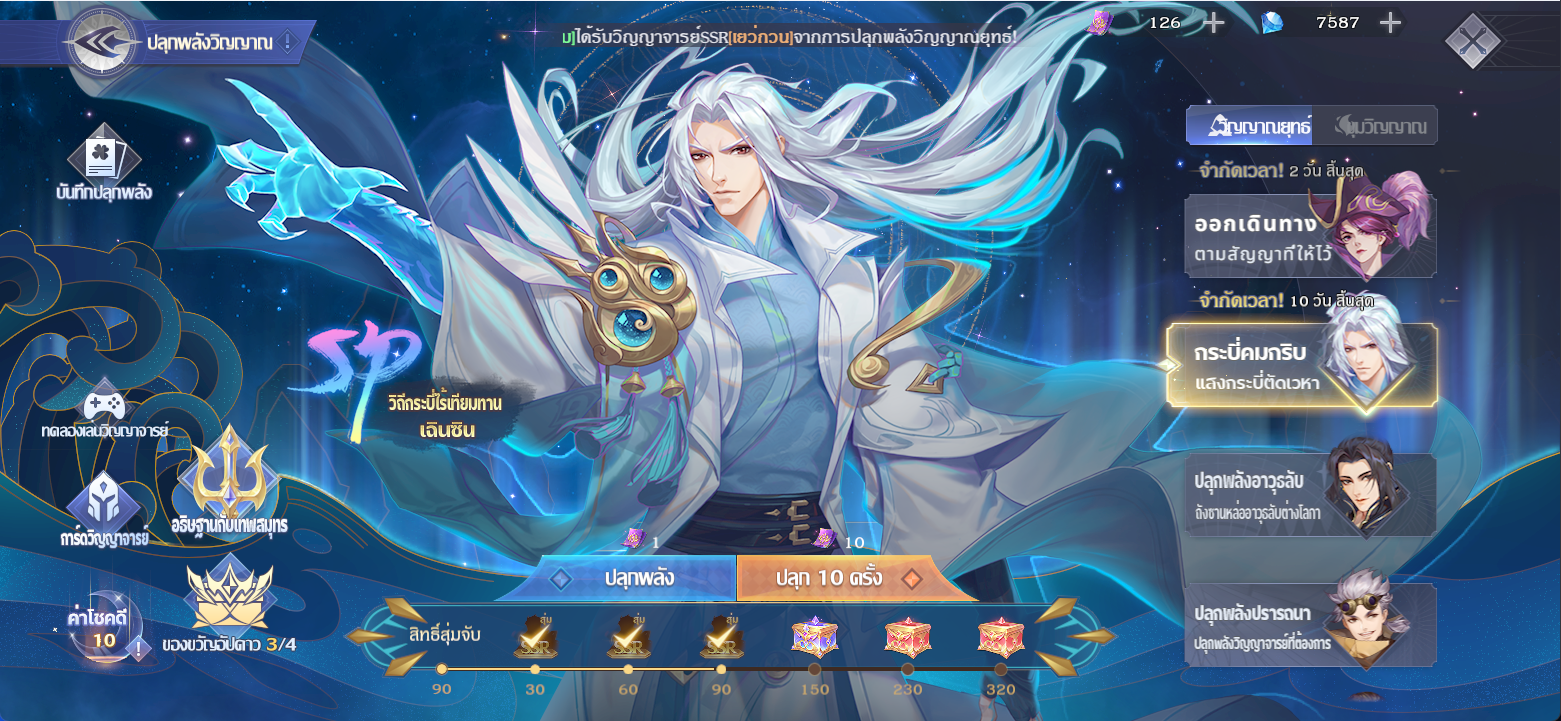 ปลุกพลังวิญญาณ
ได้รับวิญญาจารย์SSR[เยว่กวน]จากการปลุกพลังวิญญาณยุทธ์!
126
7587
บันทึกปลุกพลัง
วิญญาณยุทธ์
จำกัดเวลา! 2 วัน สิ้นสุด
ออกเดินทาง
ตามสัญญาที่ให้ไว้
จำกัดเวลา! 10 วัน สิ้นสุด
กระบี่คมกริบ
แสงกระบี่ตัดเวหา
SP
วิถีกระบี่ไร้เทียมทาน
เฉินซิน
ทดลองเล่นวิญญาจารย์
ปลุกพลังอาวุธลับ
ถังซานหล่ออาวุธลับต่างโลกา
การ์ดวิญญาจารย์
อธิษฐานกับเทพสมุทร
1
10
ปลุกพลัง
ปลุก 10 ครั้ง
ปลุกพลังปรารถนา
ปลุกพลังวิญญาจารย์ที่ต้องการ
ค่าโชคดี
10
ของขวัญอัปดาว 3/4
สิทธิ์สุ่มจับ
สุ่ม
SSR
สุ่ม
SSR
สุ่ม
SSR
90
30
60
90
150
230
320